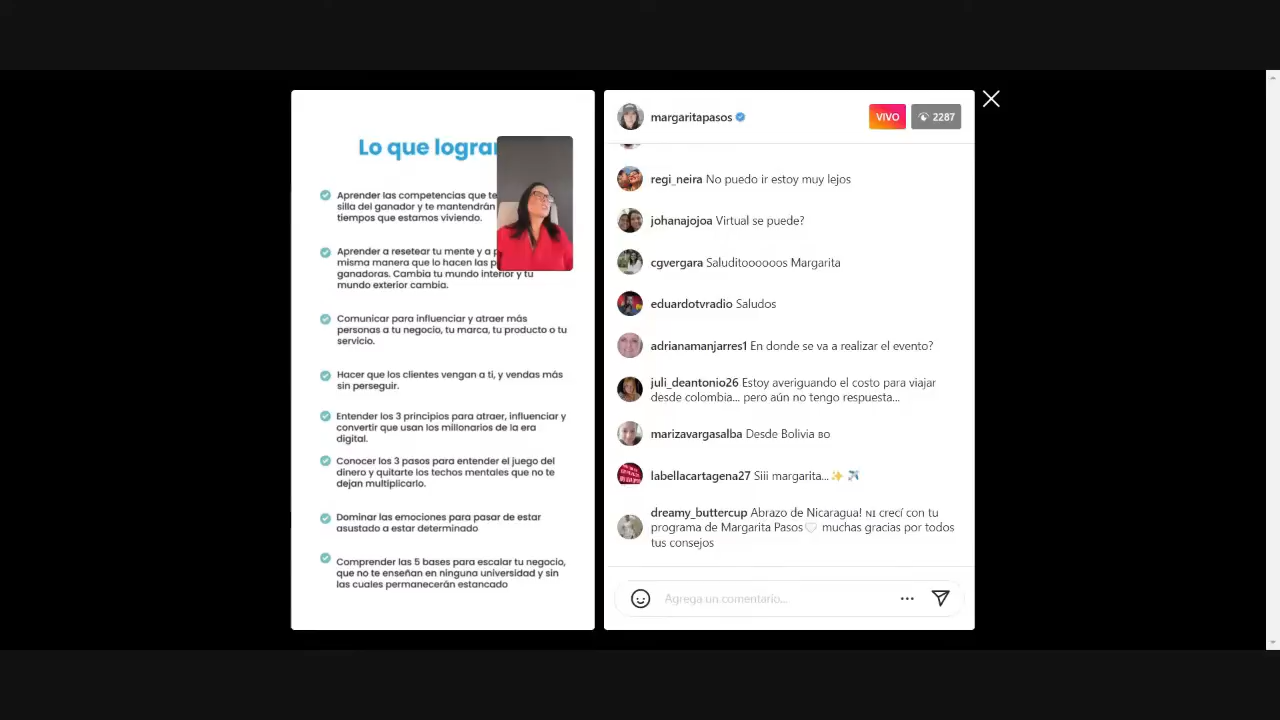 Lo que
Aprender las competencias que te
silla del ganador y te mantendrán
tiempos que estamos viviendo.
Aprender a resetear tu mente y a
misma manera que lo hacen las
ganadoras. Cambia tu mundo interior y tu
mundo exterior cambia.
Comunicar para influenciar y atraer más
personas a tu negocio, tu marca, tu producto o tu
servicio.
Hacer que los clientes vengan a ti, y vendas más
sin perseguir.
Entender los 3 principios para atraer, influenciar y
convertir que usan los millonarios de la era
digital.
Conocer los 3 pasos para entender el juego del
dinero y quitarte los techos mentales que no te
dejan multiplicarlo.
Dominar las emociones para pasar de estar
asustado a estar determinado
Comprender las 5 bases para escalar tu negocio,
que no te enseñan en ninguna universidad y sin
las cuales permanecerán estancado
margaritapasos VIVO 2287
regi_neira No puedo ir estoy muy lejos
johanajojoa Virtual se puede?
cgvergara Saluditoooooos Margarita
eduardotvradio Saludos
adrianamanjarres1 En donde se va a realizar el evento?
juli_deantonio26 Estoy averiguando el costo para viajar
desde colombia... pero aún no tengo respuesta...
marizavargasalba Desde Bolivia 🇧🇴
labellacartagena27 Siii margarita...✨ ✈️
dreamy_buttercup Abrazo de Nicaragua! 🇳🇮 crecí con tu
programa de Margarita Pasos🤍 muchas gracias por todos
tus consejos
Agrega un comentario...